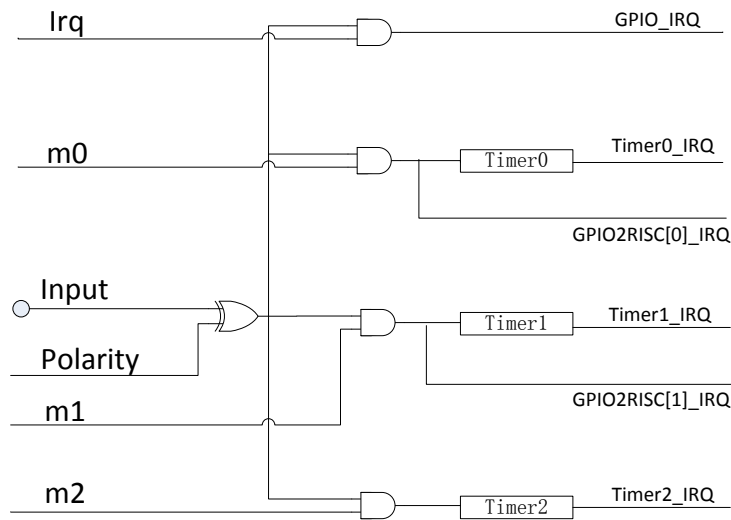 Irq
GPIO_IRQ
m0
Timer0
Timer0_IRQ
GPIO2RISC[0]_IRQ
Input
Timer1
Timer1_IRQ
Polarity
GPIO2RISC[1]_IRQ
m1
m2
Timer2
Timer2_IRQ